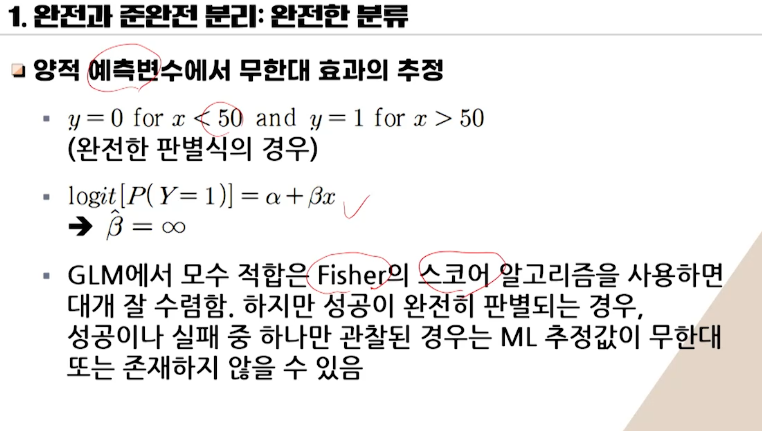 1. 완전과 준완전 분리: 완전한 분류
양적 예측변수에서 무한대 효과의 추정
y = 0 for x < 50 and y = 1 for x > 50
(완전한 판별식의 경우)
logit[P(Y=1)] = α + βx
➔ β̂ = ∞
GLM에서 모수 적합은 Fisher의 스코어 알고리즘을 사용하면
대개 잘 수렴함. 하지만 성공이 완전히 판별되는 경우,
성공이나 실패 중 하나만 관찰된 경우는 ML 추정값이 무한대
또는 존재하지 않을 수 있음